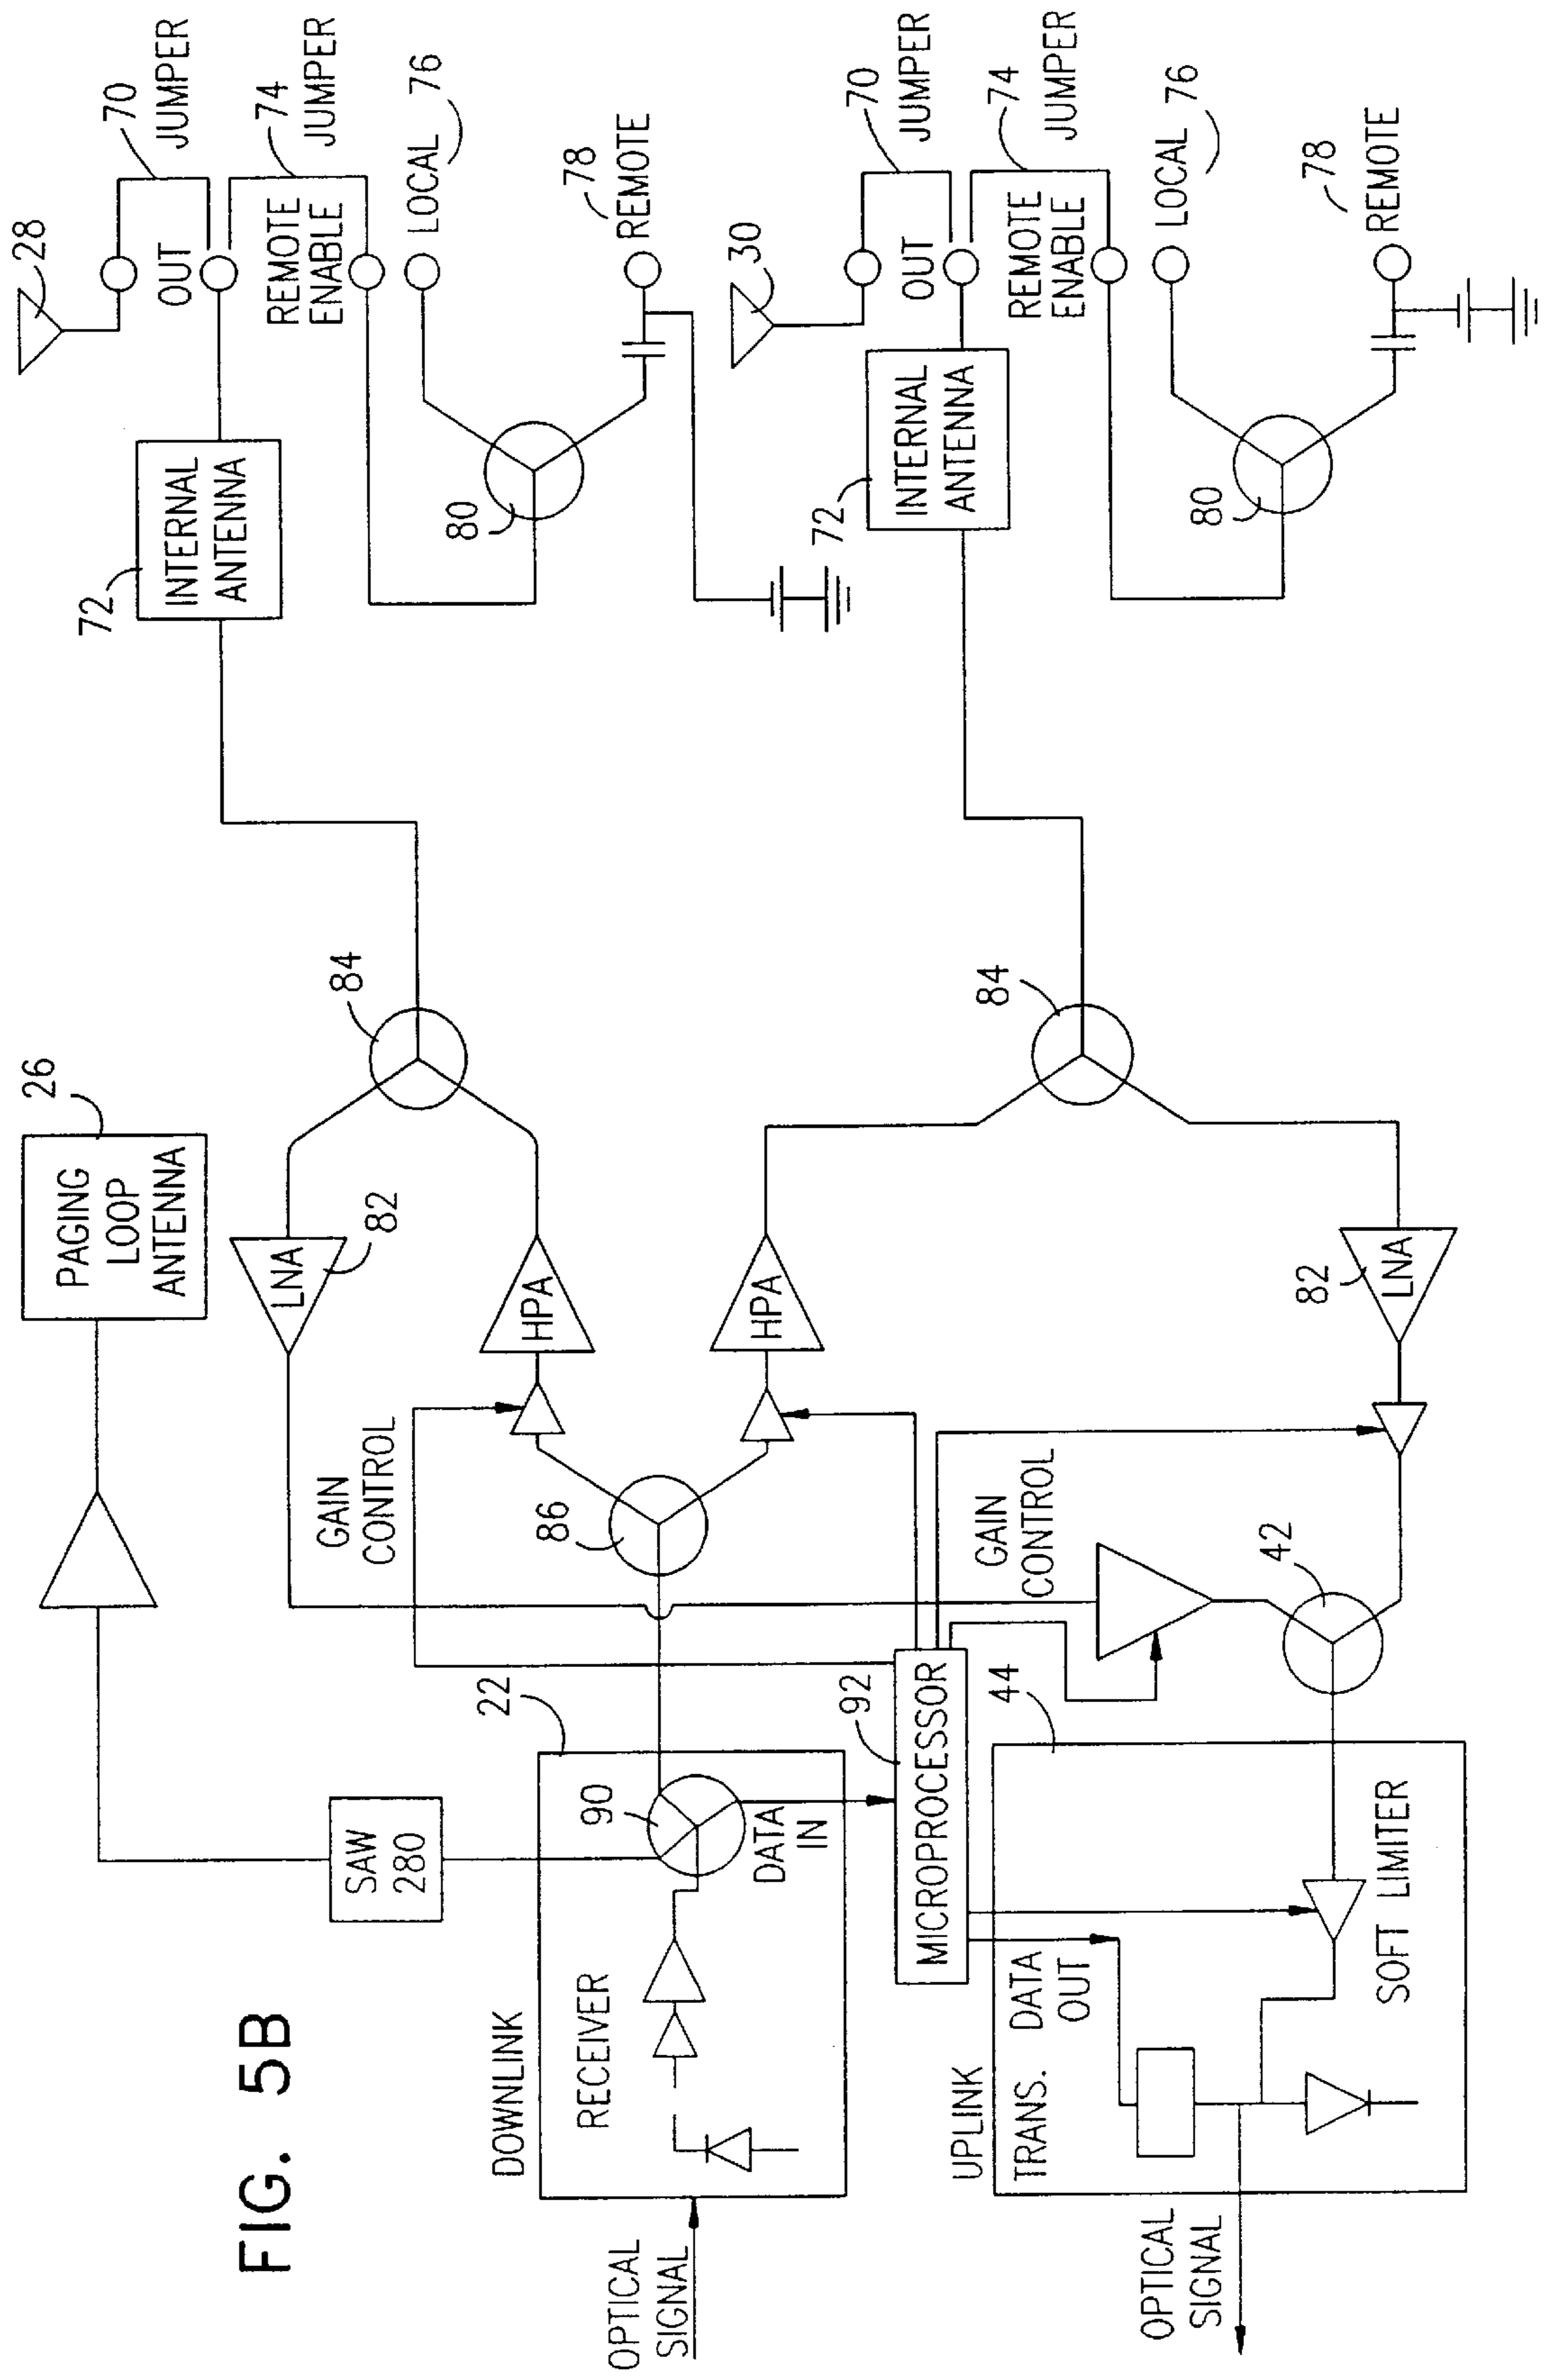 FIG. 5B
OPTICAL
SIGNAL
DOWNLINK
RECEIVER
22
90
DATA
IN
SAW
280
PAGING
LOOP
ANTENNA
26
GAIN
CONTROL
86
HPA
HPA
LNA
82
84
72
INTERNAL
ANTENNA
28
70
JUMPER
OUT
74
JUMPER
REMOTE
ENABLE
LOCAL
76
78
REMOTE
80
MICROPROCESSOR
92
OPTICAL
SIGNAL
UPLINK
TRANS.
44
DATA
OUT
SOFT LIMITER
42
GAIN
CONTROL
LNA
82
84
72
INTERNAL
ANTENNA
30
70
JUMPER
OUT
74
JUMPER
REMOTE
ENABLE
LOCAL
76
78
REMOTE
80